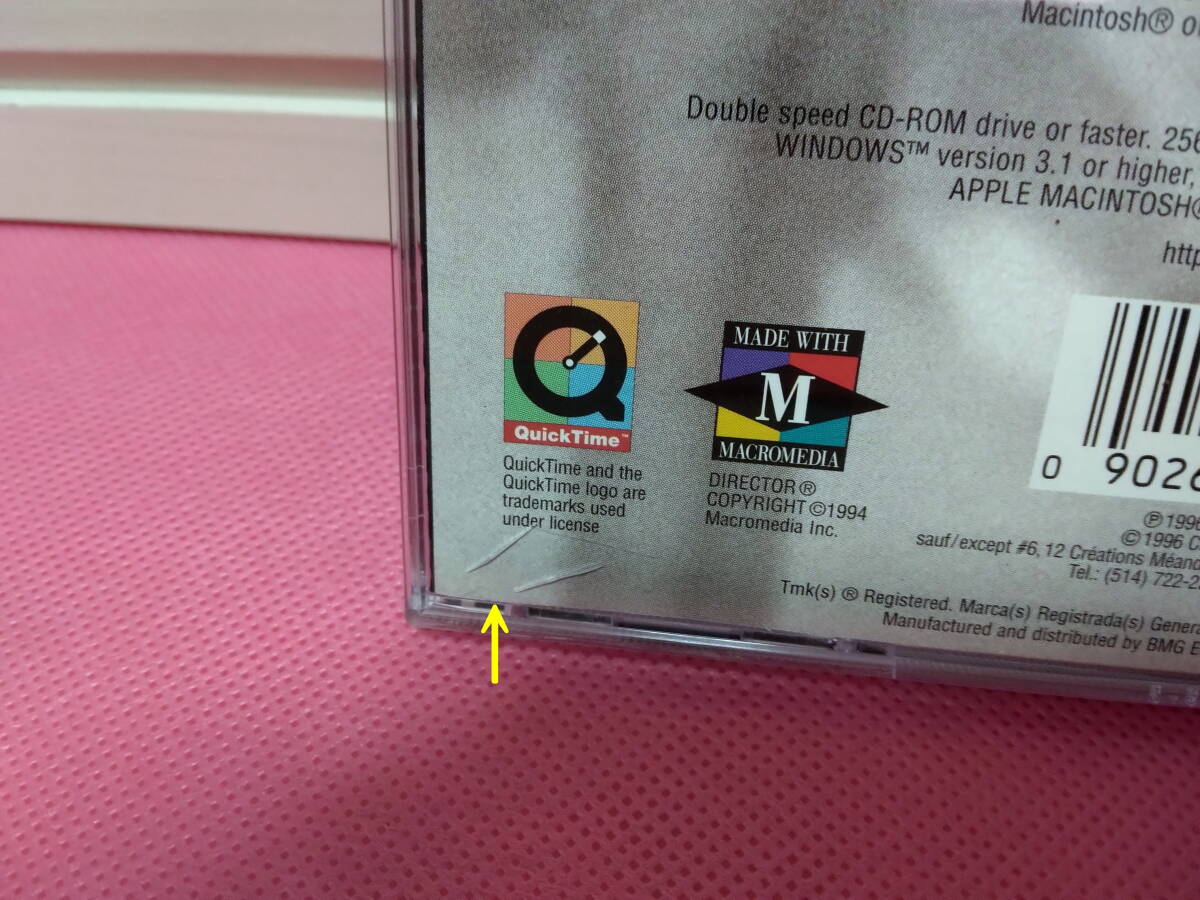 Macintosh®
Double speed CD-ROM drive or faster.
WINDOWS™ version 3.1 or higher,
APPLE MACINTOSH®
http
QuickTime™
QuickTime and the
QuickTime logo are
trademarks used
under license
MADE WITH
M
MACROMEDIA
DIRECTOR®
COPYRIGHT ©1994
Macromedia Inc.
0 9026
℗ 1996
© 1996 C
sauf/except #6, 12 Créations Méand
Tel.: (514) 722-2
Tmk(s) ® Registered. Marca(s) Registrada(s) Genera
Manufactured and distributed by BMG E